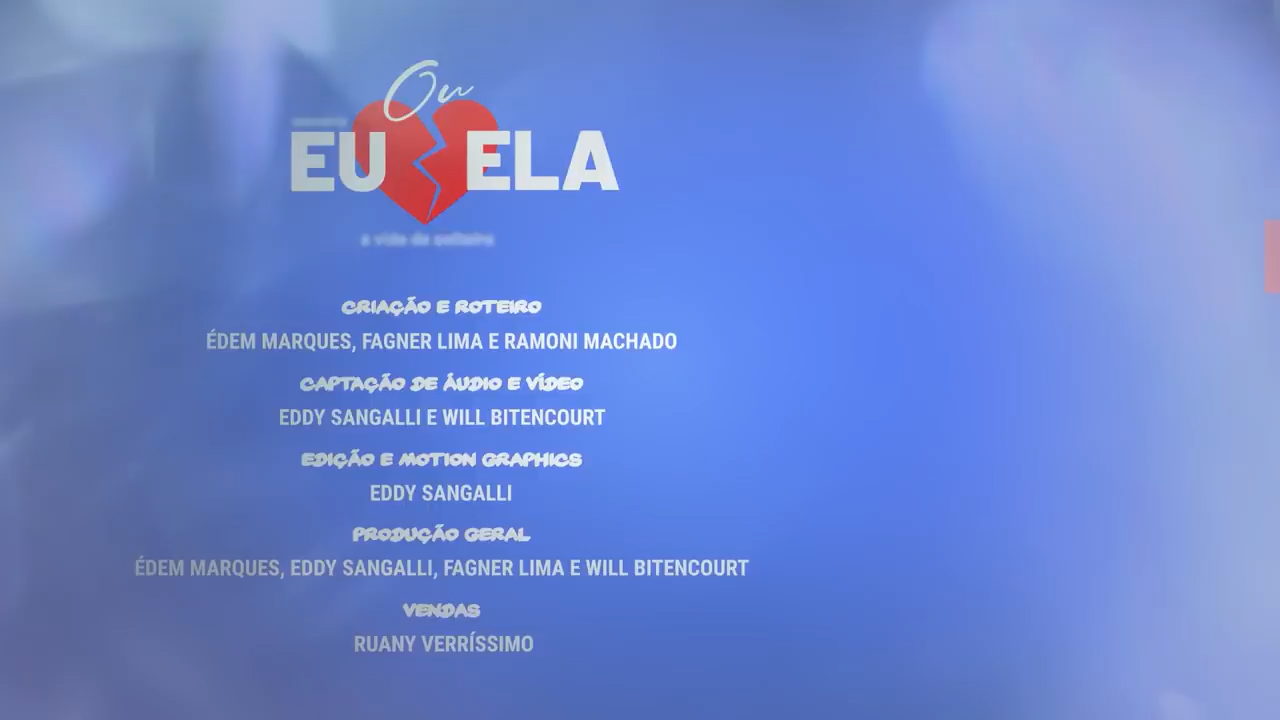 Ou
EU ELA
a vida de solteiro
CRIAÇÃO E ROTEIRO
ÉDEM MARQUES, FAGNER LIMA E RAMONI MACHADO
CAPTAÇÃO DE ÁUDIO E VÍDEO
EDDY SANGALLI E WILL BITENCOURT
EDIÇÃO E MOTION GRAPHICS
EDDY SANGALLI
PRODUÇÃO GERAL
ÉDEM MARQUES, EDDY SANGALLI, FAGNER LIMA E WILL BITENCOURT
VENDAS
RUANY VERRÍSSIMO